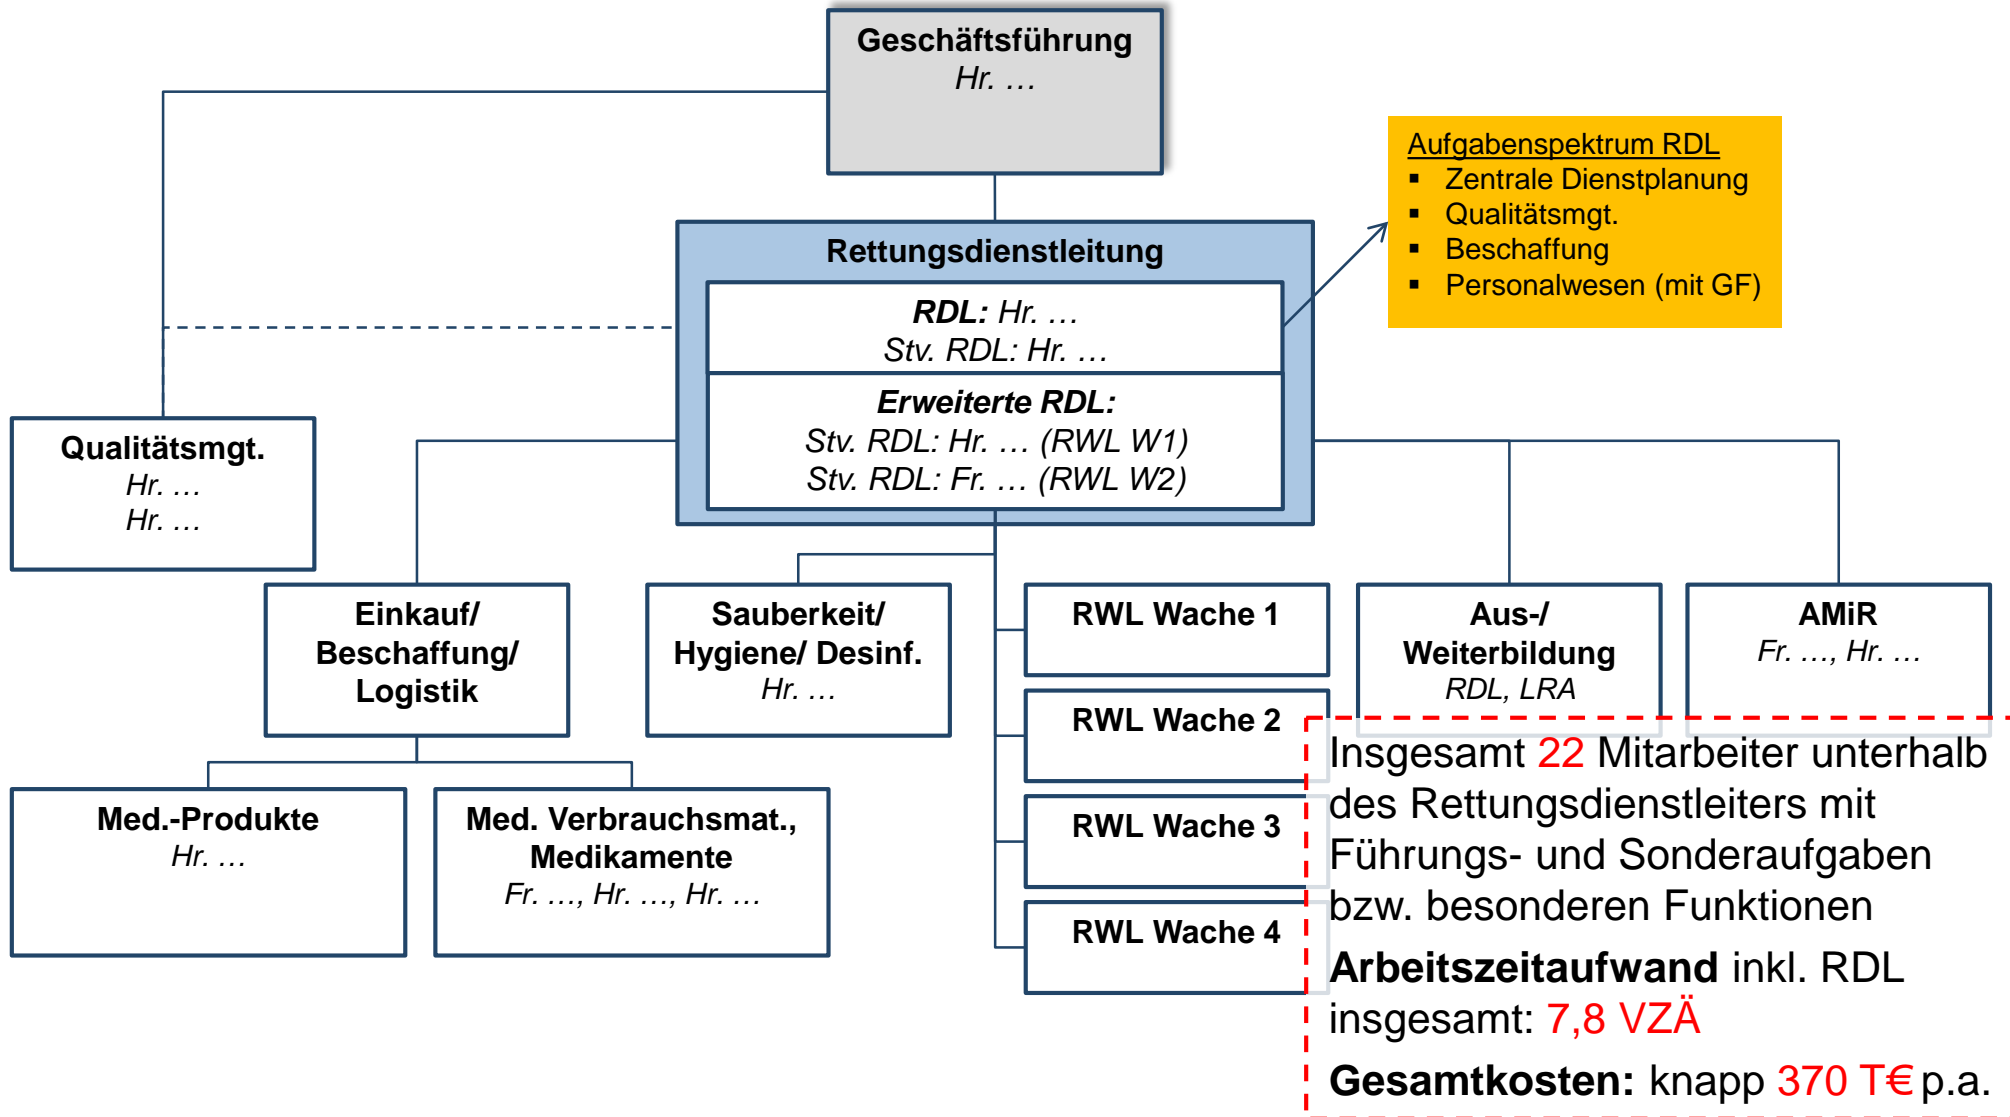 Geschäftsführung
Hr. …
Aufgabenspektrum RDL
▪ Zentrale Dienstplanung
▪ Qualitätsmgt.
▪ Beschaffung
▪ Personalwesen (mit GF)
Rettungsdienstleitung
RDL: Hr. …
Stv. RDL: Hr. …
Erweiterte RDL:
Stv. RDL: Hr. … (RWL W1)
Stv. RDL: Fr. … (RWL W2)
Qualitätsmgt.
Hr. …
Hr. …
Einkauf/
Beschaffung/
Logistik
Sauberkeit/
Hygiene/ Desinf.
Hr. …
RWL Wache 1
RWL Wache 2
RWL Wache 3
RWL Wache 4
Aus-/
Weiterbildung
RDL, LRA
AMiR
Fr. …, Hr. …
Med.-Produkte
Hr. …
Med. Verbrauchsmat.,
Medikamente
Fr. …, Hr. …, Hr. …
Insgesamt 22 Mitarbeiter unterhalb
des Rettungsdienstleiters mit
Führungs- und Sonderaufgaben
bzw. besonderen Funktionen
Arbeitszeitaufwand inkl. RDL
insgesamt: 7,8 VZÄ
Gesamtkosten: knapp 370 T€ p.a.